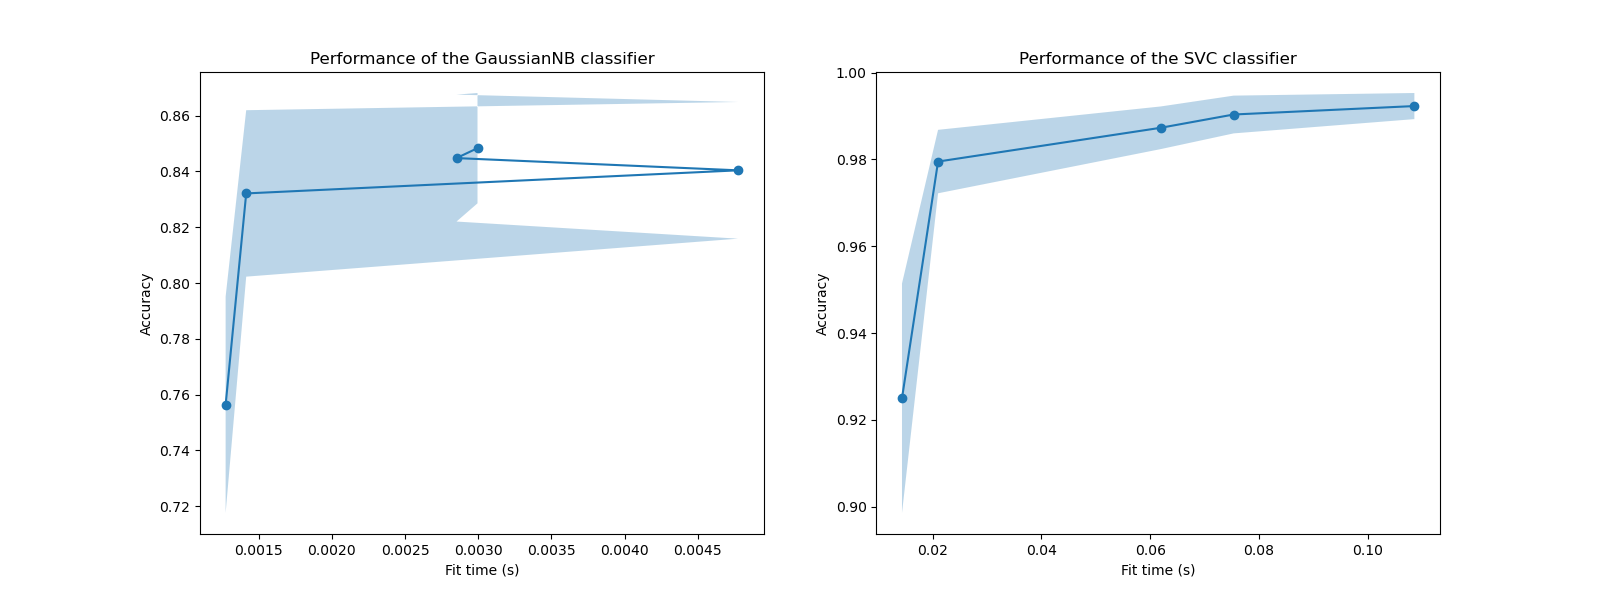 Performance of the GaussianNB classifier
Accuracy
0.86
0.84
0.82
0.80
0.78
0.76
0.74
0.72
0.0015 0.0020 0.0025 0.0030 0.0035 0.0040 0.0045
Fit time (s)
Performance of the SVC classifier
Accuracy
1.00
0.98
0.96
0.94
0.92
0.90
0.02 0.04 0.06 0.08 0.10
Fit time (s)